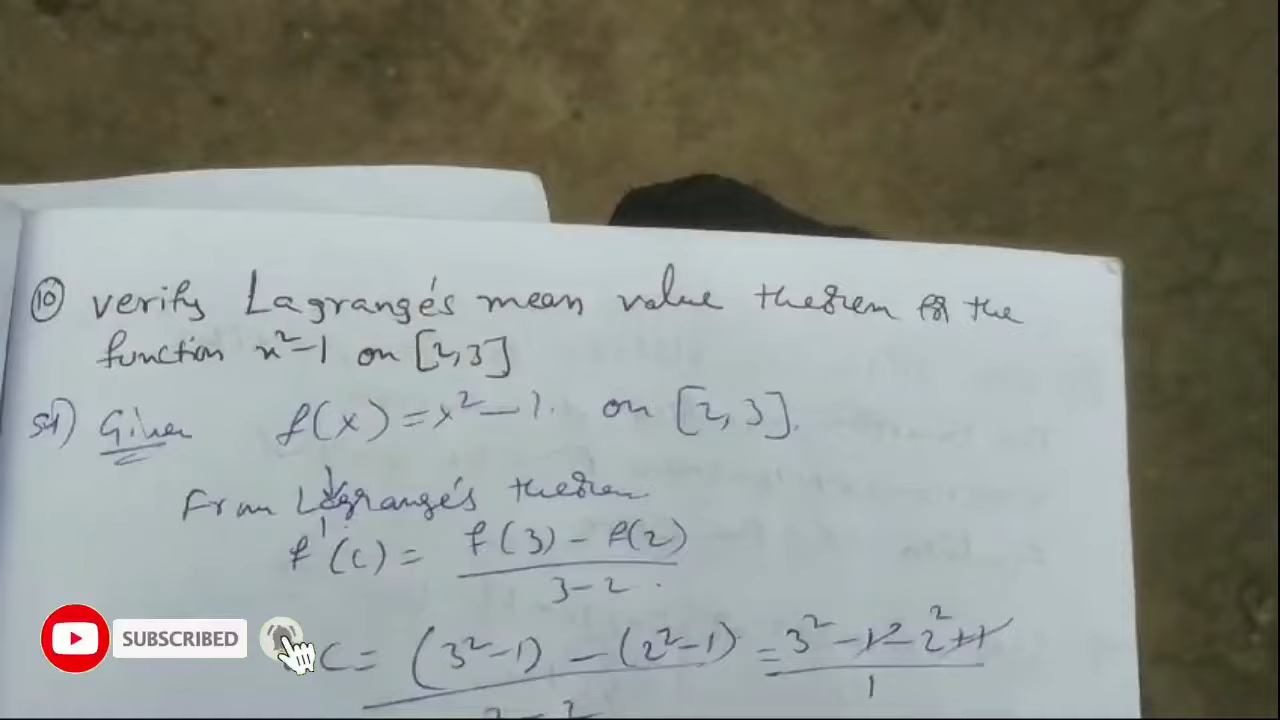 ⑩ verify Lagrange's mean value theorem for the
function x²-1 on [2,3]
sol) Given f(x)=x²-1. on [2,3].
From Lagrange's theorem
f'(c) = f(3) - f(2)
3-2
C = (3²-1) - (2²-1) = 3²-1-2²+1
3-2 1
SUBSCRIBED